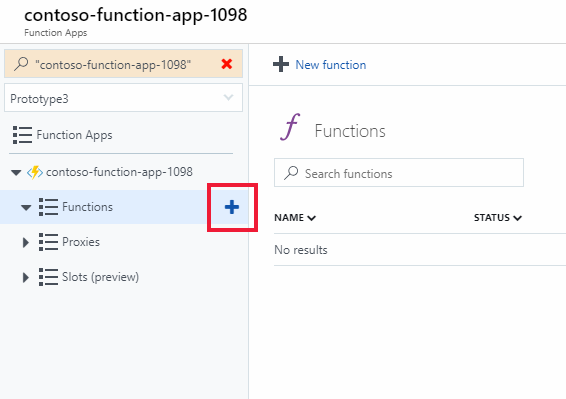 contoso-function-app-1098
Function Apps
"contoso-function-app-1098"
Prototype3
Function Apps
contoso-function-app-1098
Functions
Proxies
Slots (preview)
New function
Functions
Search functions
NAME STATUS
No results